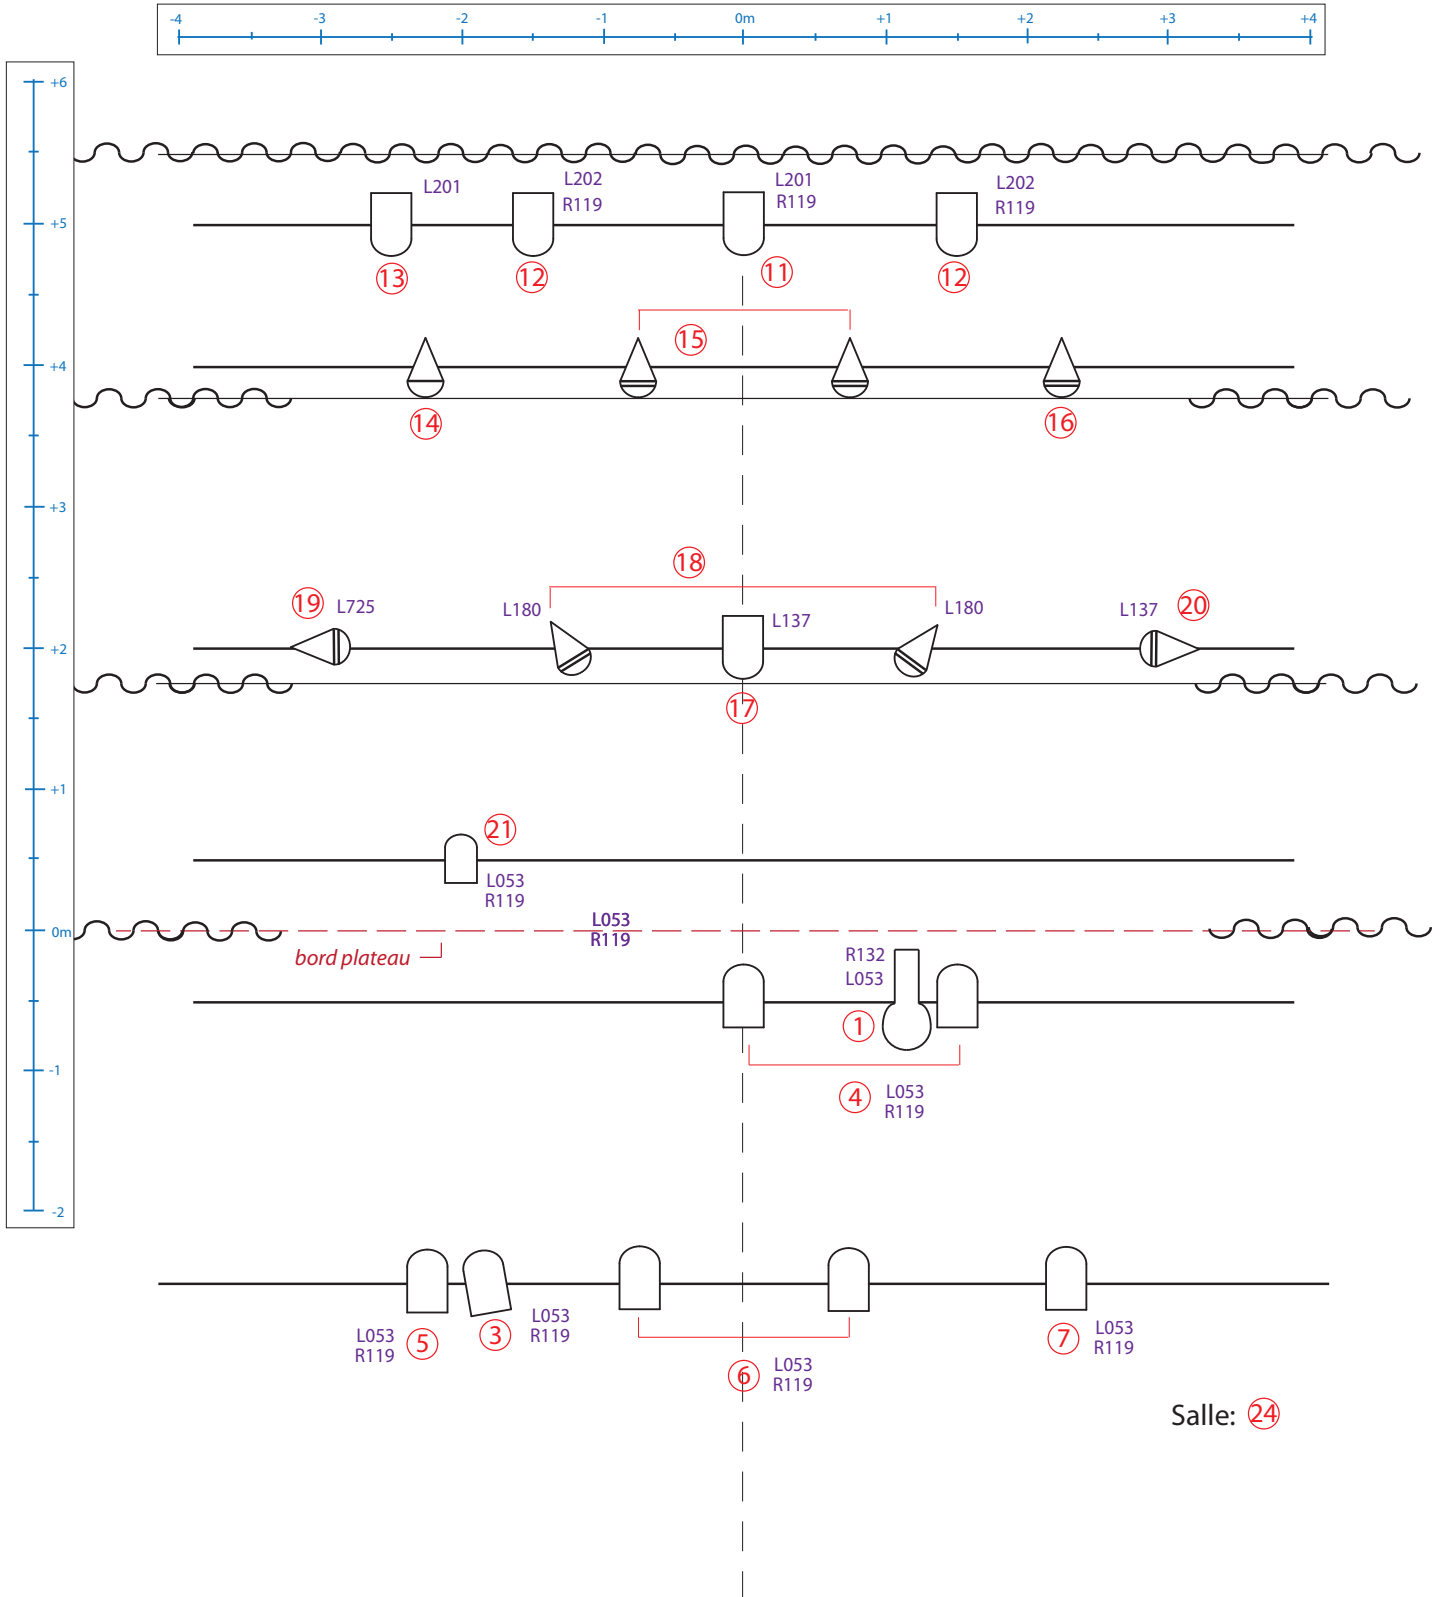 -4 -3 -2 -1 0m +1 +2 +3 +4
+6
L201 L202 L201 L202
R119 R119 R119
+5
13 12 11 12
15
+4
14 16
+3
18
19 L725 L180 L137 L180 L137 20
+2
17
+1
21
L053
R119
0m
L053
R119
bord plateau
R132
L053
1
-1
4 L053
R119
-2
L053
R119
5
3
L053
R119
6
L053
R119
7
L053
R119
Salle: 24